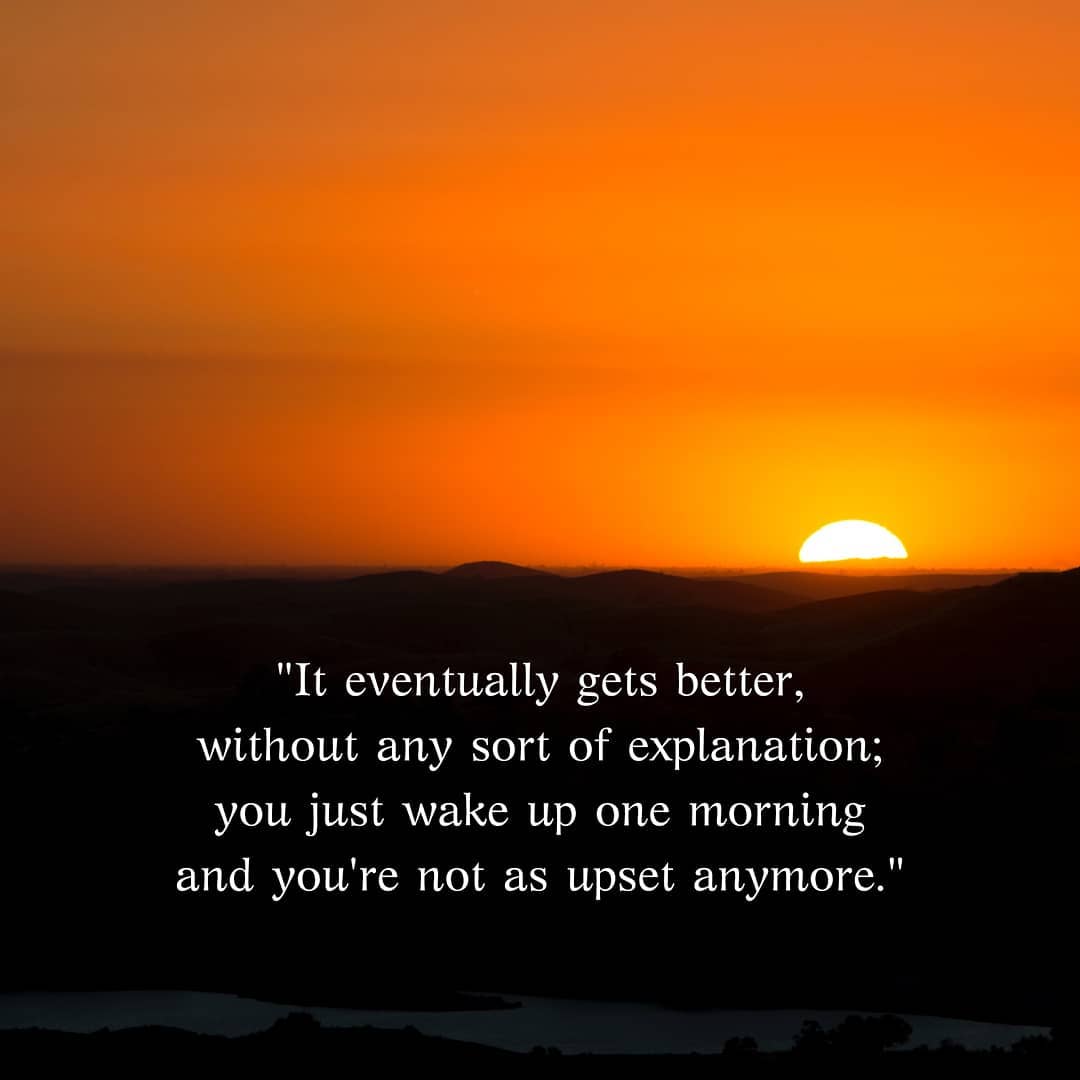 "It eventually gets better,
without any sort of explanation;
you just wake up one morning
and you're not as upset anymore."